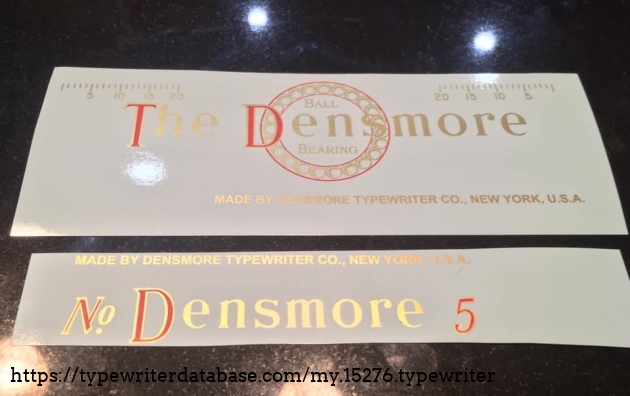 5 10 15 20 20 15 10 5
The Densmore
BALL
BEARING
MADE BY DENSMORE TYPEWRITER CO., NEW YORK, U.S.A.
MADE BY DENSMORE TYPEWRITER CO., NEW YORK, U.S.A.
No Densmore 5
https://typewriterdatabase.com/my.15276.typewriter